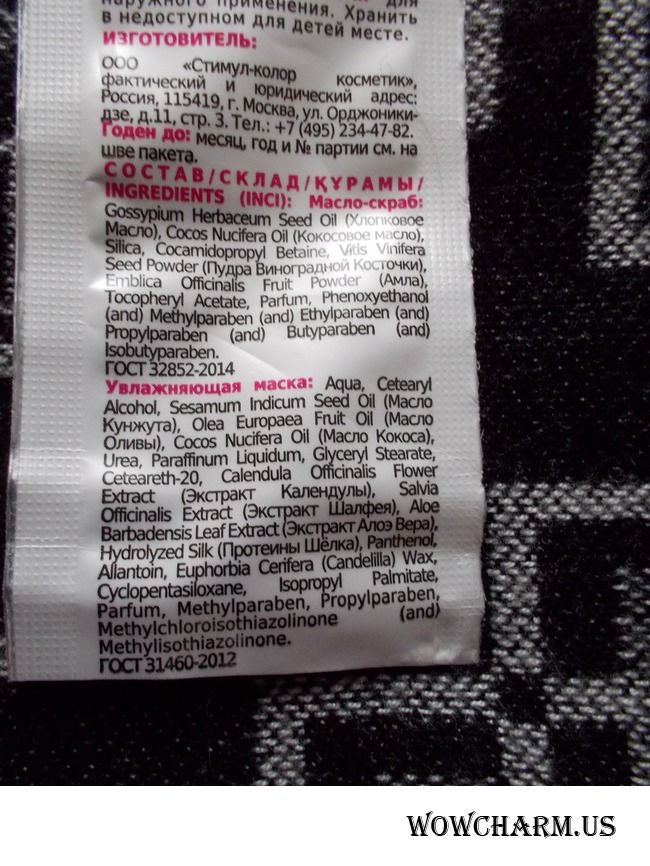 наружного применения. Хранить
в недоступном для детей месте.
ИЗГОТОВИТЕЛЬ:
ООО «Стимул-колор косметик»,
фактический и юридический адрес:
Россия, 115419, г. Москва, ул. Орджоники-
дзе, д.11, стр. 3. Тел.: +7 (495) 234-47-82.
Годен до: месяц, год и № партии см. на
шве пакета.
СОСТАВ/СКЛАД/ҚҰРАМЫ/
INGREDIENTS (INCI): Масло-скраб:
Gossypium Herbaceum Seed Oil (Хлопковое
Масло), Cocos Nucifera Oil (Кокосовое масло),
Silica, Cocamidopropyl Betaine, Vitis Vinifera
Seed Powder (Пудра Виноградной Косточки),
Emblica Officinalis Fruit Powder (Амла),
Tocopheryl Acetate, Parfum, Phenoxyethanol
(and) Methylparaben (and) Ethylparaben (and)
Propylparaben (and) Butyparaben (and)
Isobutyparaben.
ГОСТ 32852-2014
Увлажняющая маска: Aqua, Cetearyl
Alcohol, Sesamum Indicum Seed Oil (Масло
Кунжута), Olea Europaea Fruit Oil (Масло
Оливы), Cocos Nucifera Oil (Масло Кокоса),
Urea, Paraffinum Liquidum, Glyceryl Stearate,
Ceteareth-20, Calendula Officinalis Flower
Extract (Экстракт Календулы), Salvia
Officinalis Extract (Экстракт Шалфея), Aloe
Barbadensis Leaf Extract (Экстракт Алоэ Вера),
Hydrolyzed Silk (Протеины Шёлка), Panthenol,
Allantoin, Euphorbia Cerifera (Candelilla) Wax,
Cyclopentasiloxane, Isopropyl Palmitate,
Parfum, Methylparaben, Propylparaben,
Methylchloroisothiazolinone (and)
Methylisothiazolinone.
ГОСТ 31460-2012
WOWCHARM.US